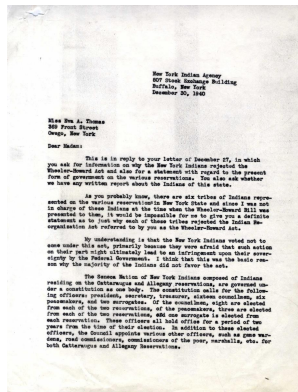 New York Indian Agency
607 Stock Exchange Building
Buffalo, New York
December 30, 1940
Miss Eva A. Thomas
369 Front Street
Owego, New York
Dear Madam:
This is in reply to your letter of December 27, in which
you ask for information on why the New York Indians rejected the
Wheeler-Howard Act and also for a statement with regard to the present
form of government on the various reservations. You also ask whether
we have any written report about the Indians of this state.
As you probably know, there are six tribes of Indians repre-
sented on the various reservations in New York State and since I was not
in charge of these Indians at the time when the Wheeler-Howard Bill was
presented to them, it would be impossible for me to give you a definite
statement as to just why each of these tribes rejected the Indian Re-
organization Act referred to by you as the Wheeler-Howard Act.
My understanding is that the New York Indians voted not to
come under this act, primarily because they were afraid that such action
on their part might ultimately lead to an infringement upon their sover-
eignty by the Federal Government. I think that this was the basic rea-
son why the majority of the Indians did not favor the act.
The Seneca Nation of New York Indians composed of Indians
residing on the Cattaraugus and Allegany reservations, are governed un-
der a constitution as one body. The constitution calls for the follow-
ing officers: president, secretary, treasurer, sixteen councilmen, six
peacemakers, and two surrogates. Of the councilmen, eight are elected
from each of the two reservations, of the peacemakers, three are elected
from each of the two reservations, and one surrogate is elected from
each reservation. These officers all hold office for a period of two
years from the time of their election. In addition to these elected
officers, the Council appoints various other officers, such as game war-
dens, road commissioners, commissioners of the poor, marshalls, etc. for
both Cattaraugus and Allegany Reservations.